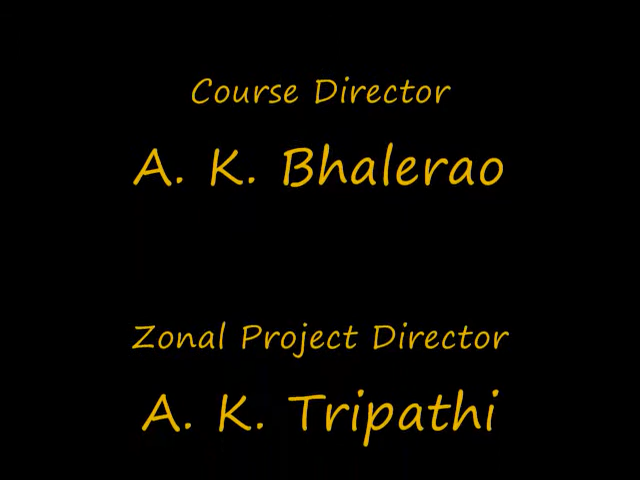 Course Director
A. K. Bhalerao
Zonal Project Director
A. K. Tripathi